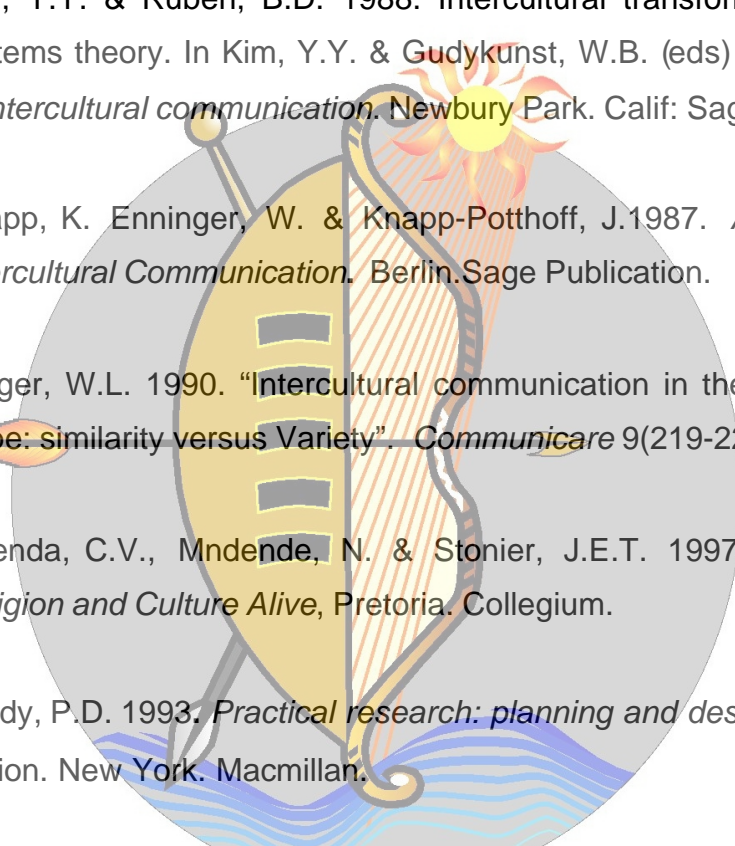 , Y.Y. & Ruben, B.D. 1988. Intercultural transfor
tems theory. In Kim, Y.Y. & Gudykunst, W.B. (eds)
ntercultural communication. Newbury Park. Calif: Sag
app, K. Enninger, W. & Knapp-Potthoff, J.1987.
rcultural Communication. Berlin.Sage Publication.
ger, W.L. 1990. “Intercultural communication in the
pe: similarity versus Variety”. Communicare 9(219-22
enda, C.V., Mndende, N. & Stonier, J.E.T. 1997
igion and Culture Alive, Pretoria. Collegium.
dy, P.D. 1993. Practical research: planning and des
ion. New York. Macmillan.